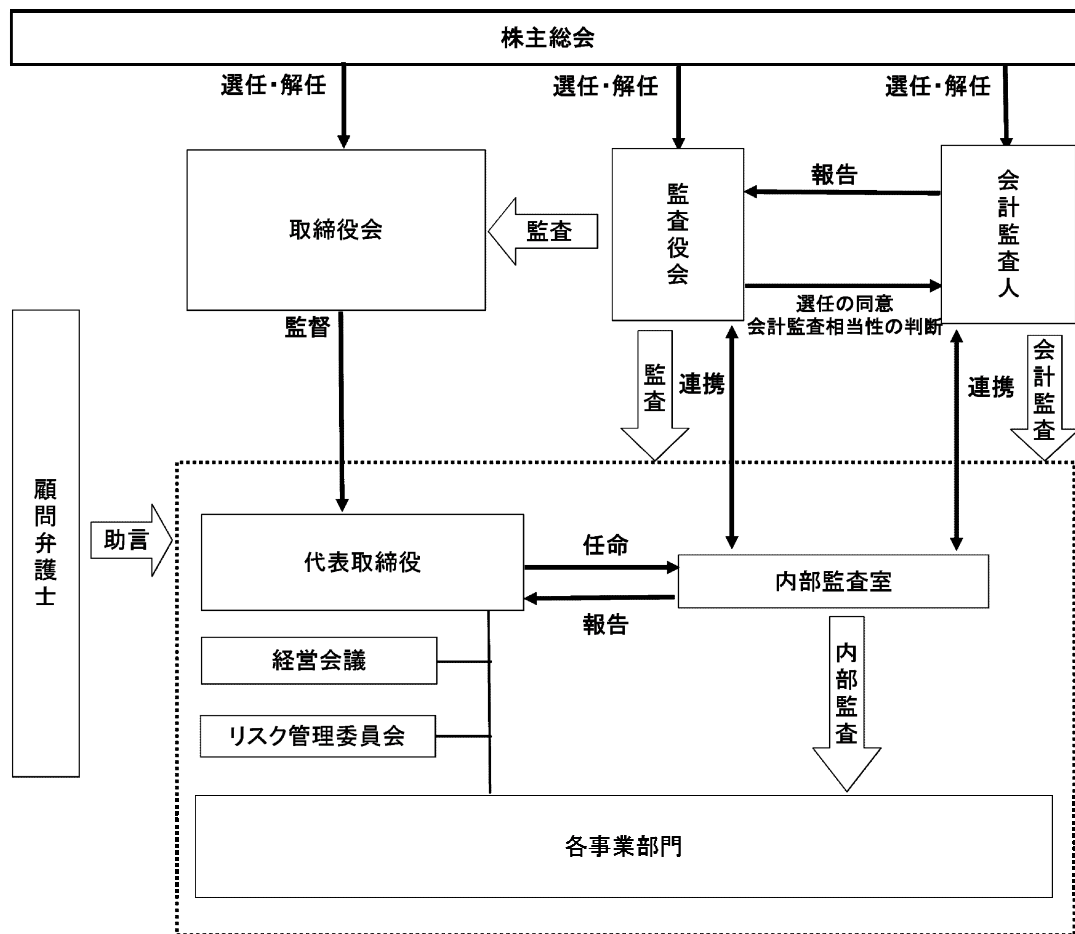 株主総会
選任・解任
選任・解任
選任・解任
取締役会
監査
監査役会
報告
会計監査人
選任の同意
会計監査相当性の判断
監督
監査
連携
連携
会計監査
顧問弁護士
助言
代表取締役
任命
報告
内部監査室
経営会議
リスク管理委員会
内部監査
各事業部門